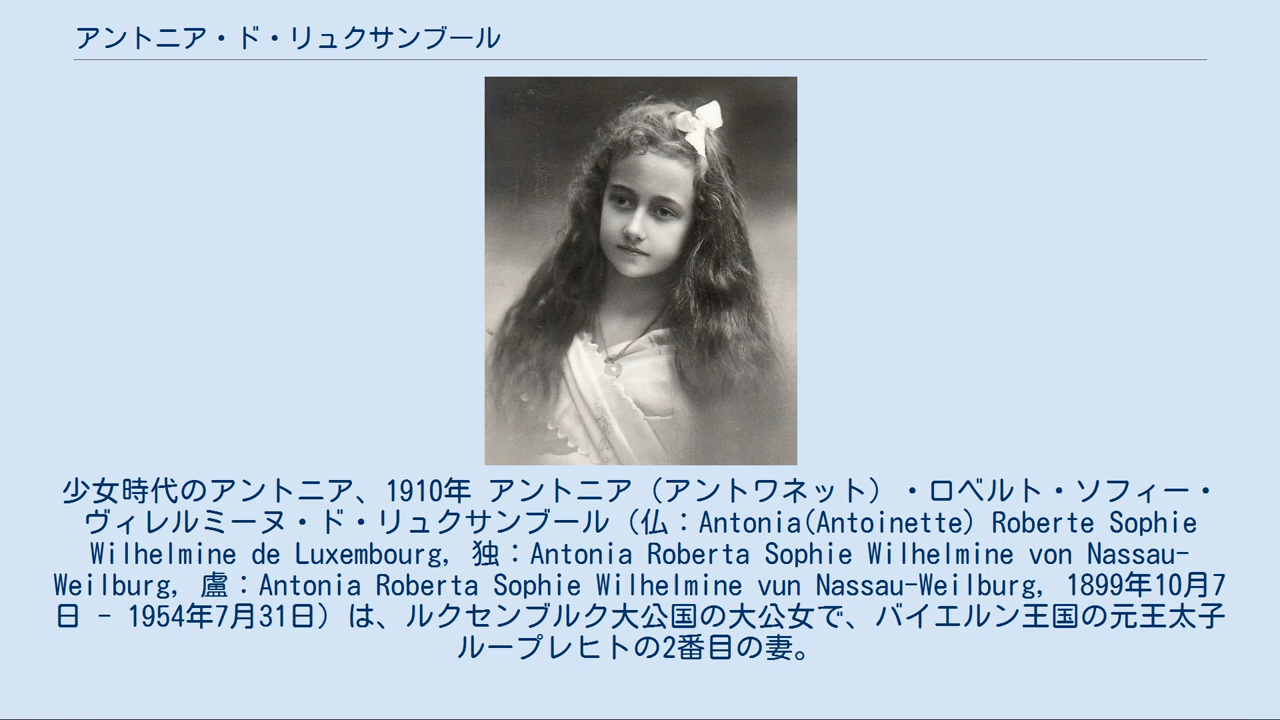 アントニア・ド・リュクサンブール
少女時代のアントニア、1910年 アントニア（アントワネット）・ロベルト・ソフィー・
ヴィレルミーヌ・ド・リュクサンブール（仏：Antonia(Antoinette) Roberte Sophie
Wilhelmine de Luxembourg, 独：Antonia Roberta Sophie Wilhelmine von Nassau-
Weilburg, 盧：Antonia Roberta Sophie Wilhelmine vun Nassau-Weilburg, 1899年10月7
日 - 1954年7月31日）は、ルクセンブルク大公国の大公女で、バイエルン王国の元王太子
ループレヒトの2番目の妻。